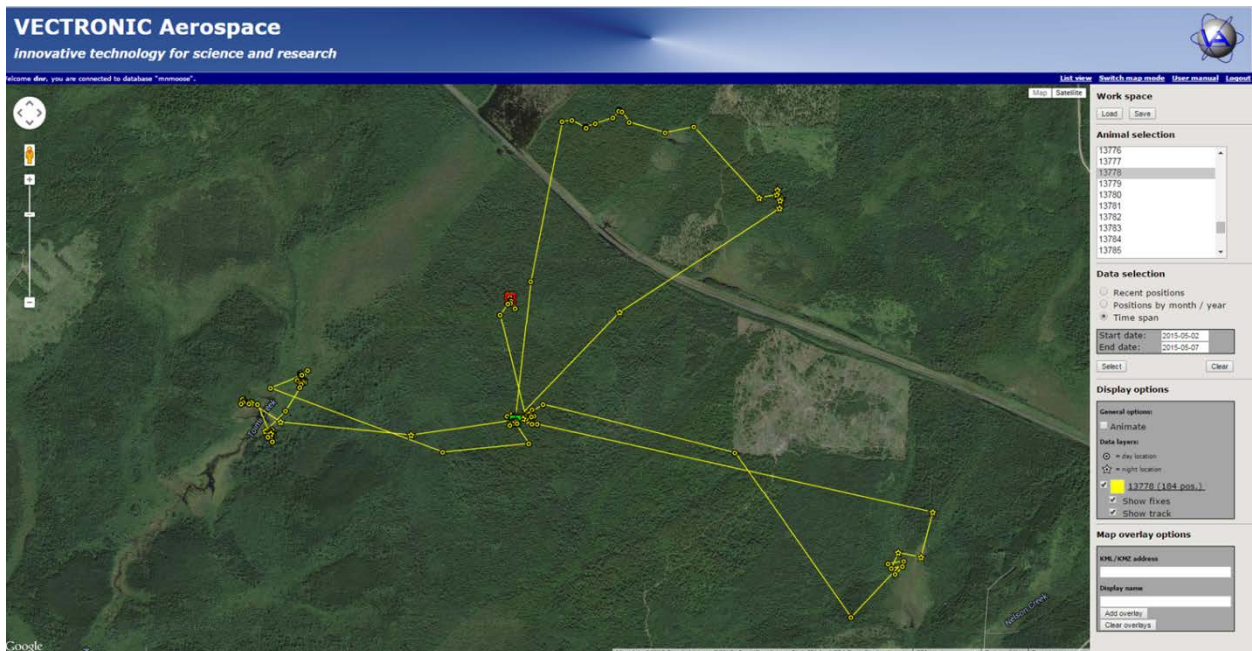 VECTRONIC Aerospace
innovative technology for science and research
Welcome dnr, you are connected to database "mnmoose".
List view Switch map mode User manual Logout
Map Satellite
Work space
Load Save
Animal selection
13776
13777
13778
13779
13780
13781
13782
13783
13784
13785
Data selection
Recent positions
Positions by month / year
Time span
Start date: 2015-05-02
End date: 2015-05-07
Select Clear
Display options
General options:
Animate
Data layers:
= day location
= night location
13778 (184 pos.)
Show fixes
Show track
Map overlay options
KML/KMZ address
Display name
Add overlay
Clear overlays
Nelson Creek
Google